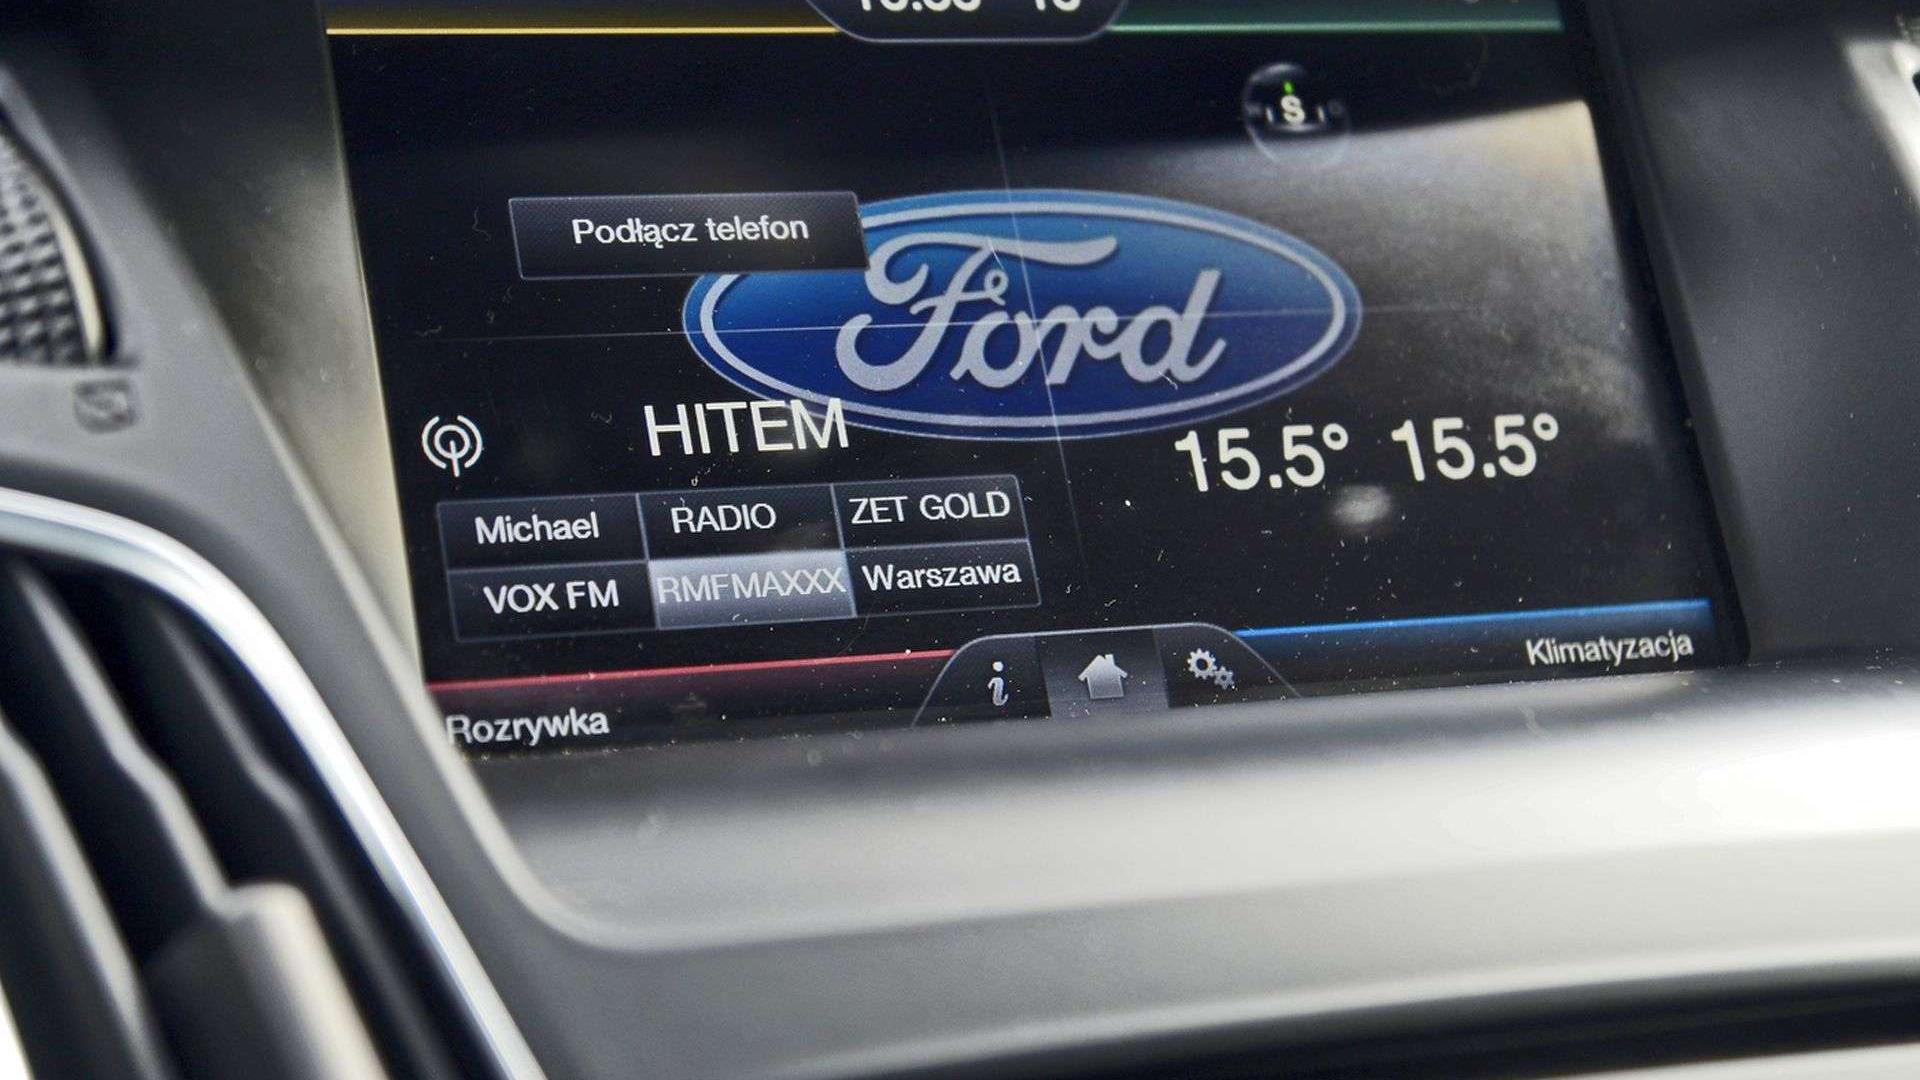 S
Podłącz telefon
Ford
HITEM
15.5° 15.5°
Michael RADIO ZET GOLD
VOX FM RMFMAXXX Warszawa
i
Klimatyzacja
Rozrywka